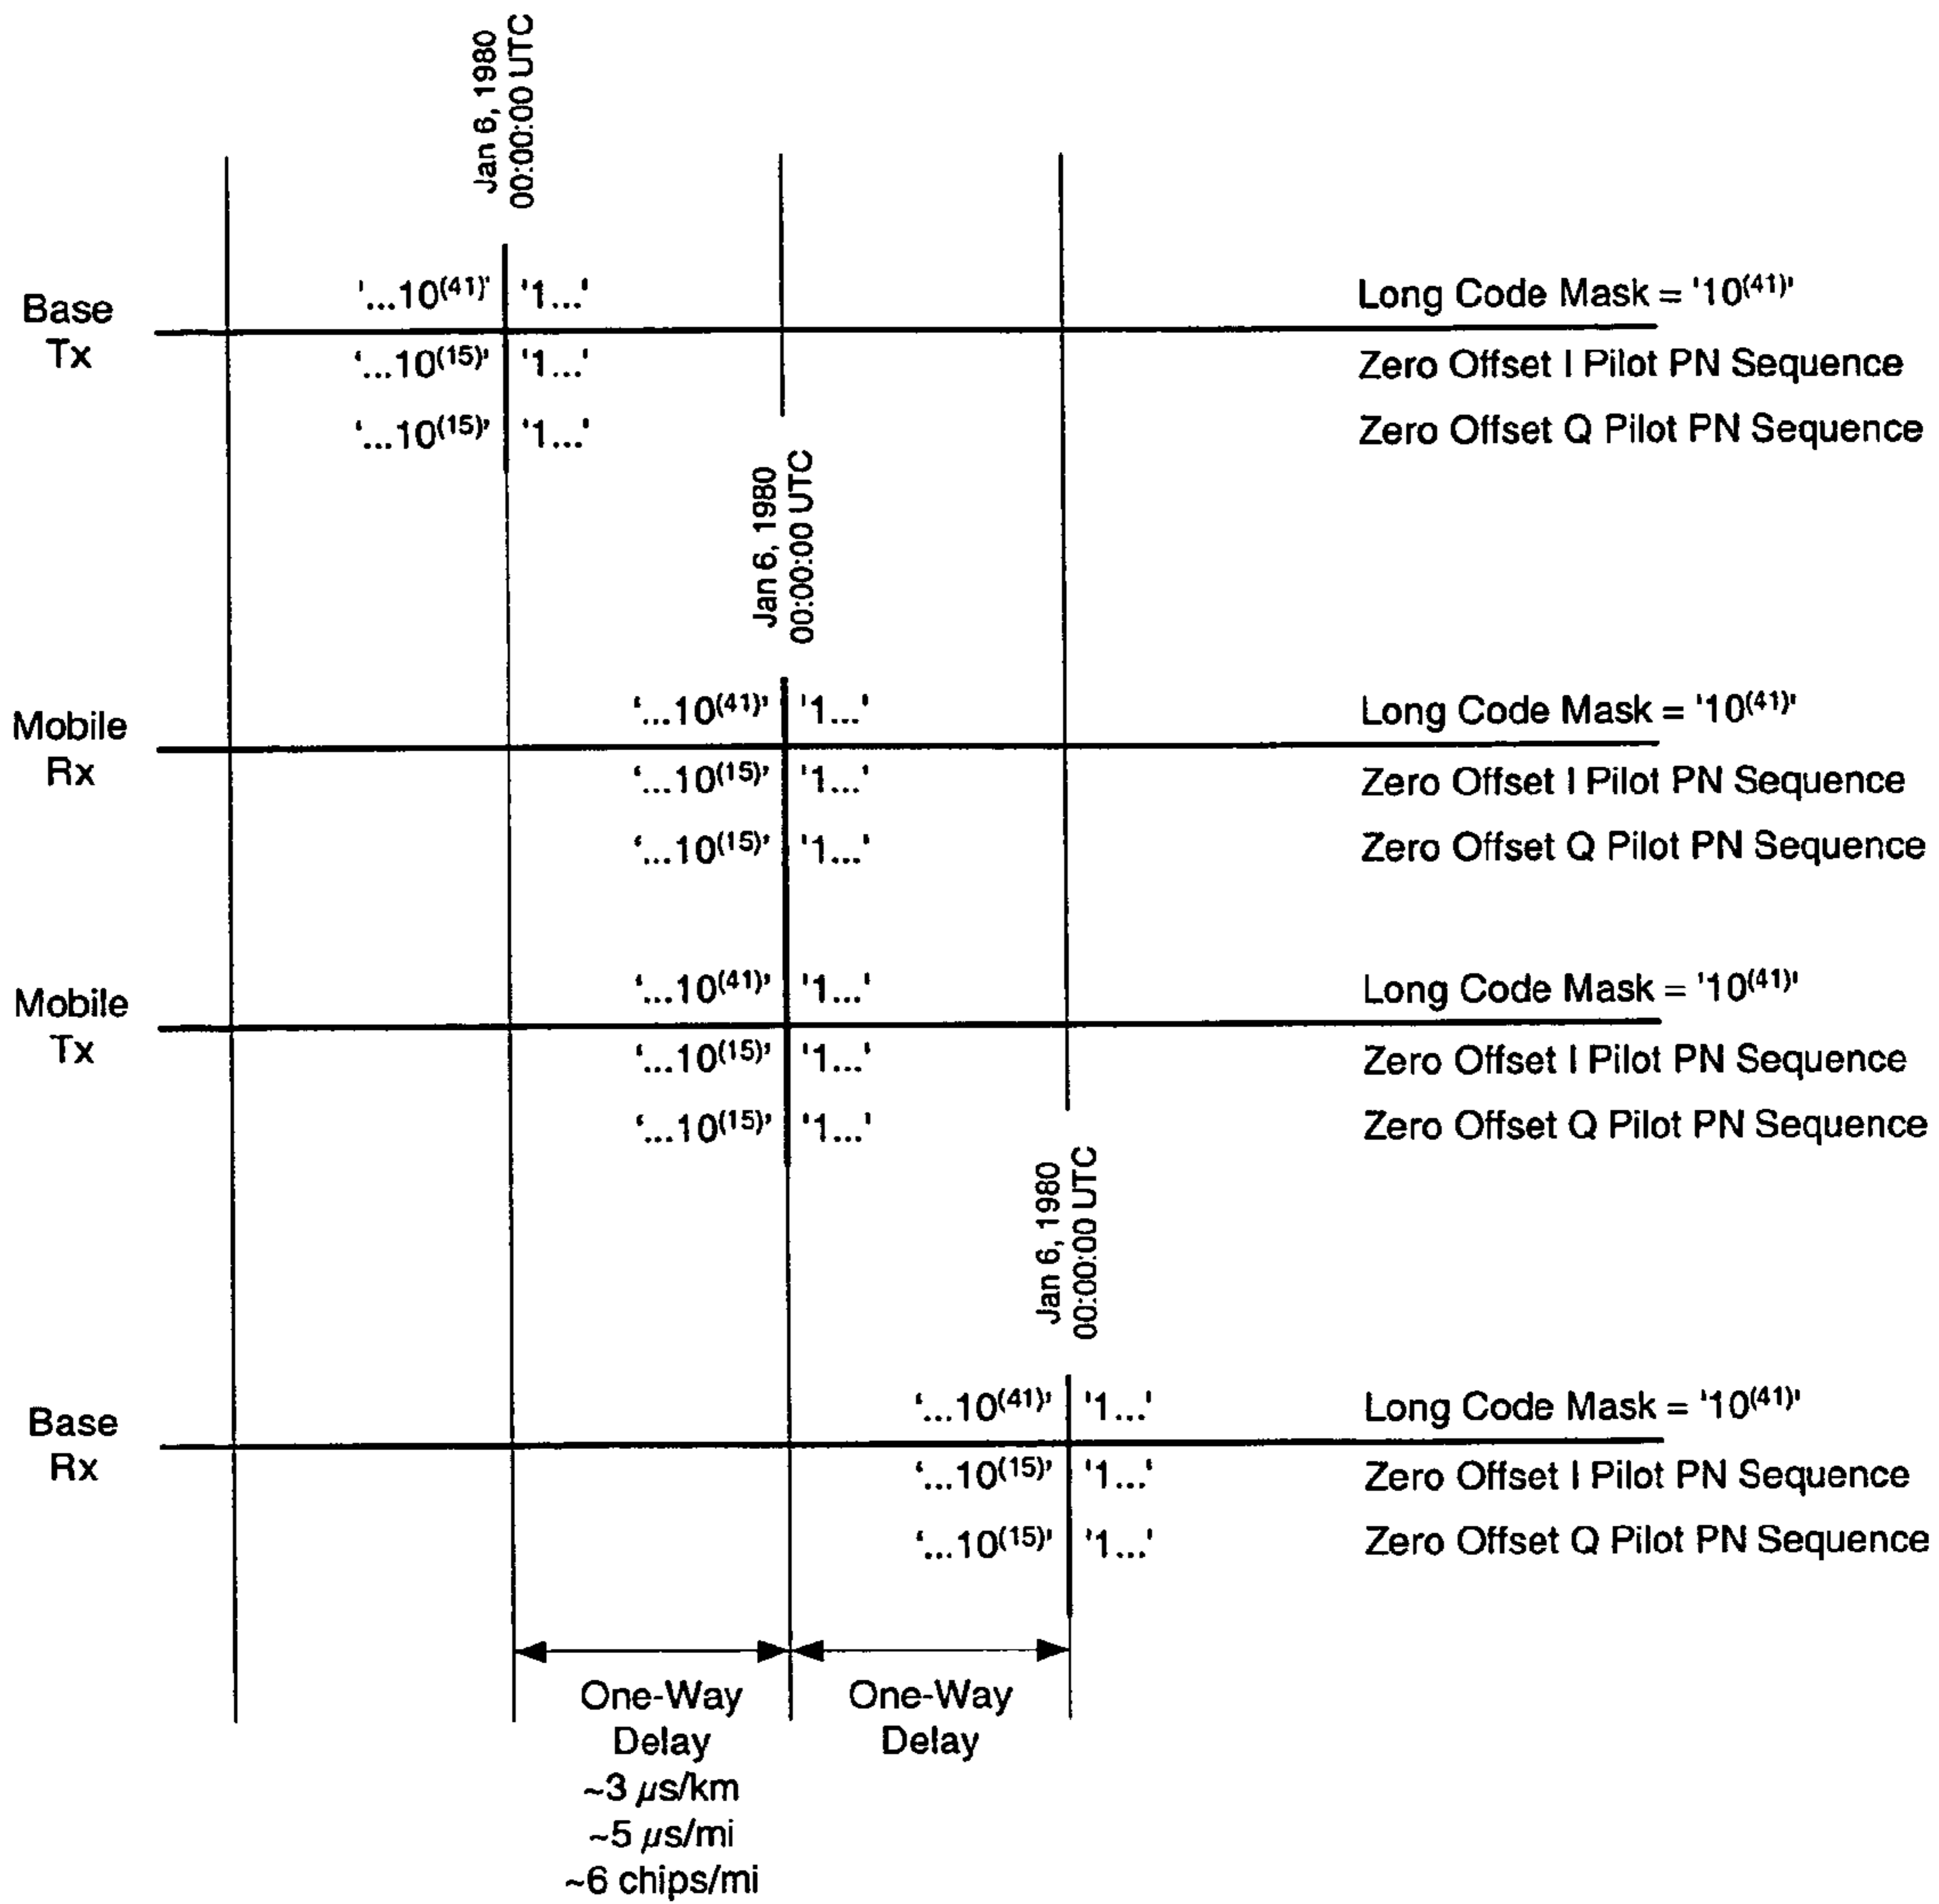 Jan 6, 1980
00:00:00 UTC
Base
Tx
'...10(41)' '1...' Long Code Mask = '10(41)'
'...10(15)' '1...' Zero Offset I Pilot PN Sequence
'...10(15)' '1...' Zero Offset Q Pilot PN Sequence
Jan 6, 1980
00:00:00 UTC
Mobile
Rx
'...10(41)' '1...' Long Code Mask = '10(41)'
'...10(15)' '1...' Zero Offset I Pilot PN Sequence
'...10(15)' '1...' Zero Offset Q Pilot PN Sequence
Mobile
Tx
'...10(41)' '1...' Long Code Mask = '10(41)'
'...10(15)' '1...' Zero Offset I Pilot PN Sequence
'...10(15)' '1...' Zero Offset Q Pilot PN Sequence
Jan 6, 1980
00:00:00 UTC
Base
Rx
'...10(41)' '1...' Long Code Mask = '10(41)'
'...10(15)' '1...' Zero Offset I Pilot PN Sequence
'...10(15)' '1...' Zero Offset Q Pilot PN Sequence
One-Way
Delay
~3 µs/km
~5 µs/mi
~6 chips/mi
One-Way
Delay